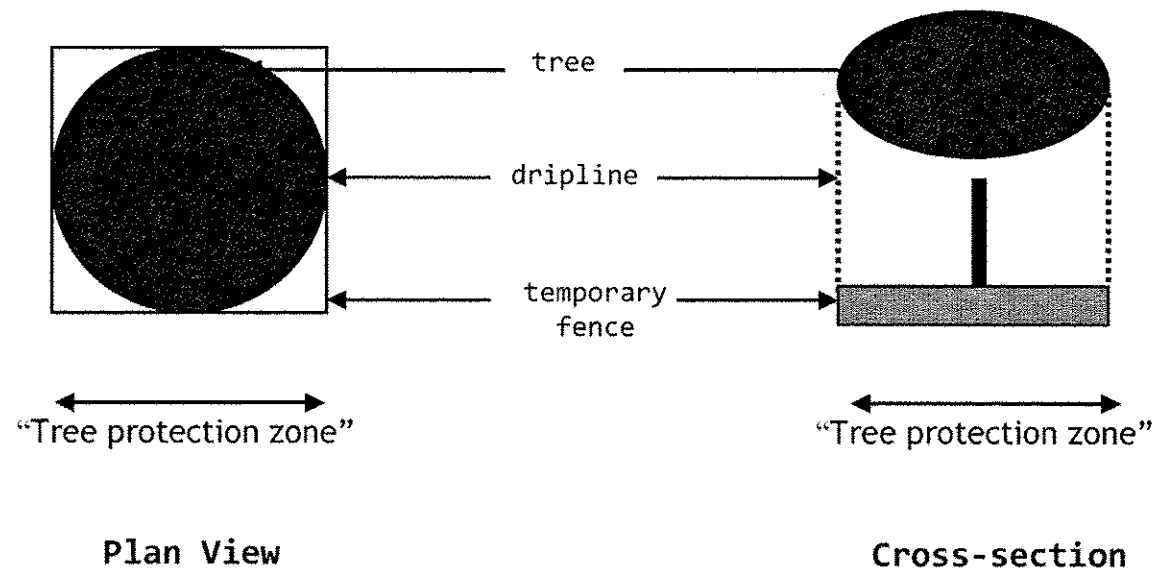 tree
dripline
temporary
fence
“Tree protection zone”
“Tree protection zone”
Plan View
Cross-section